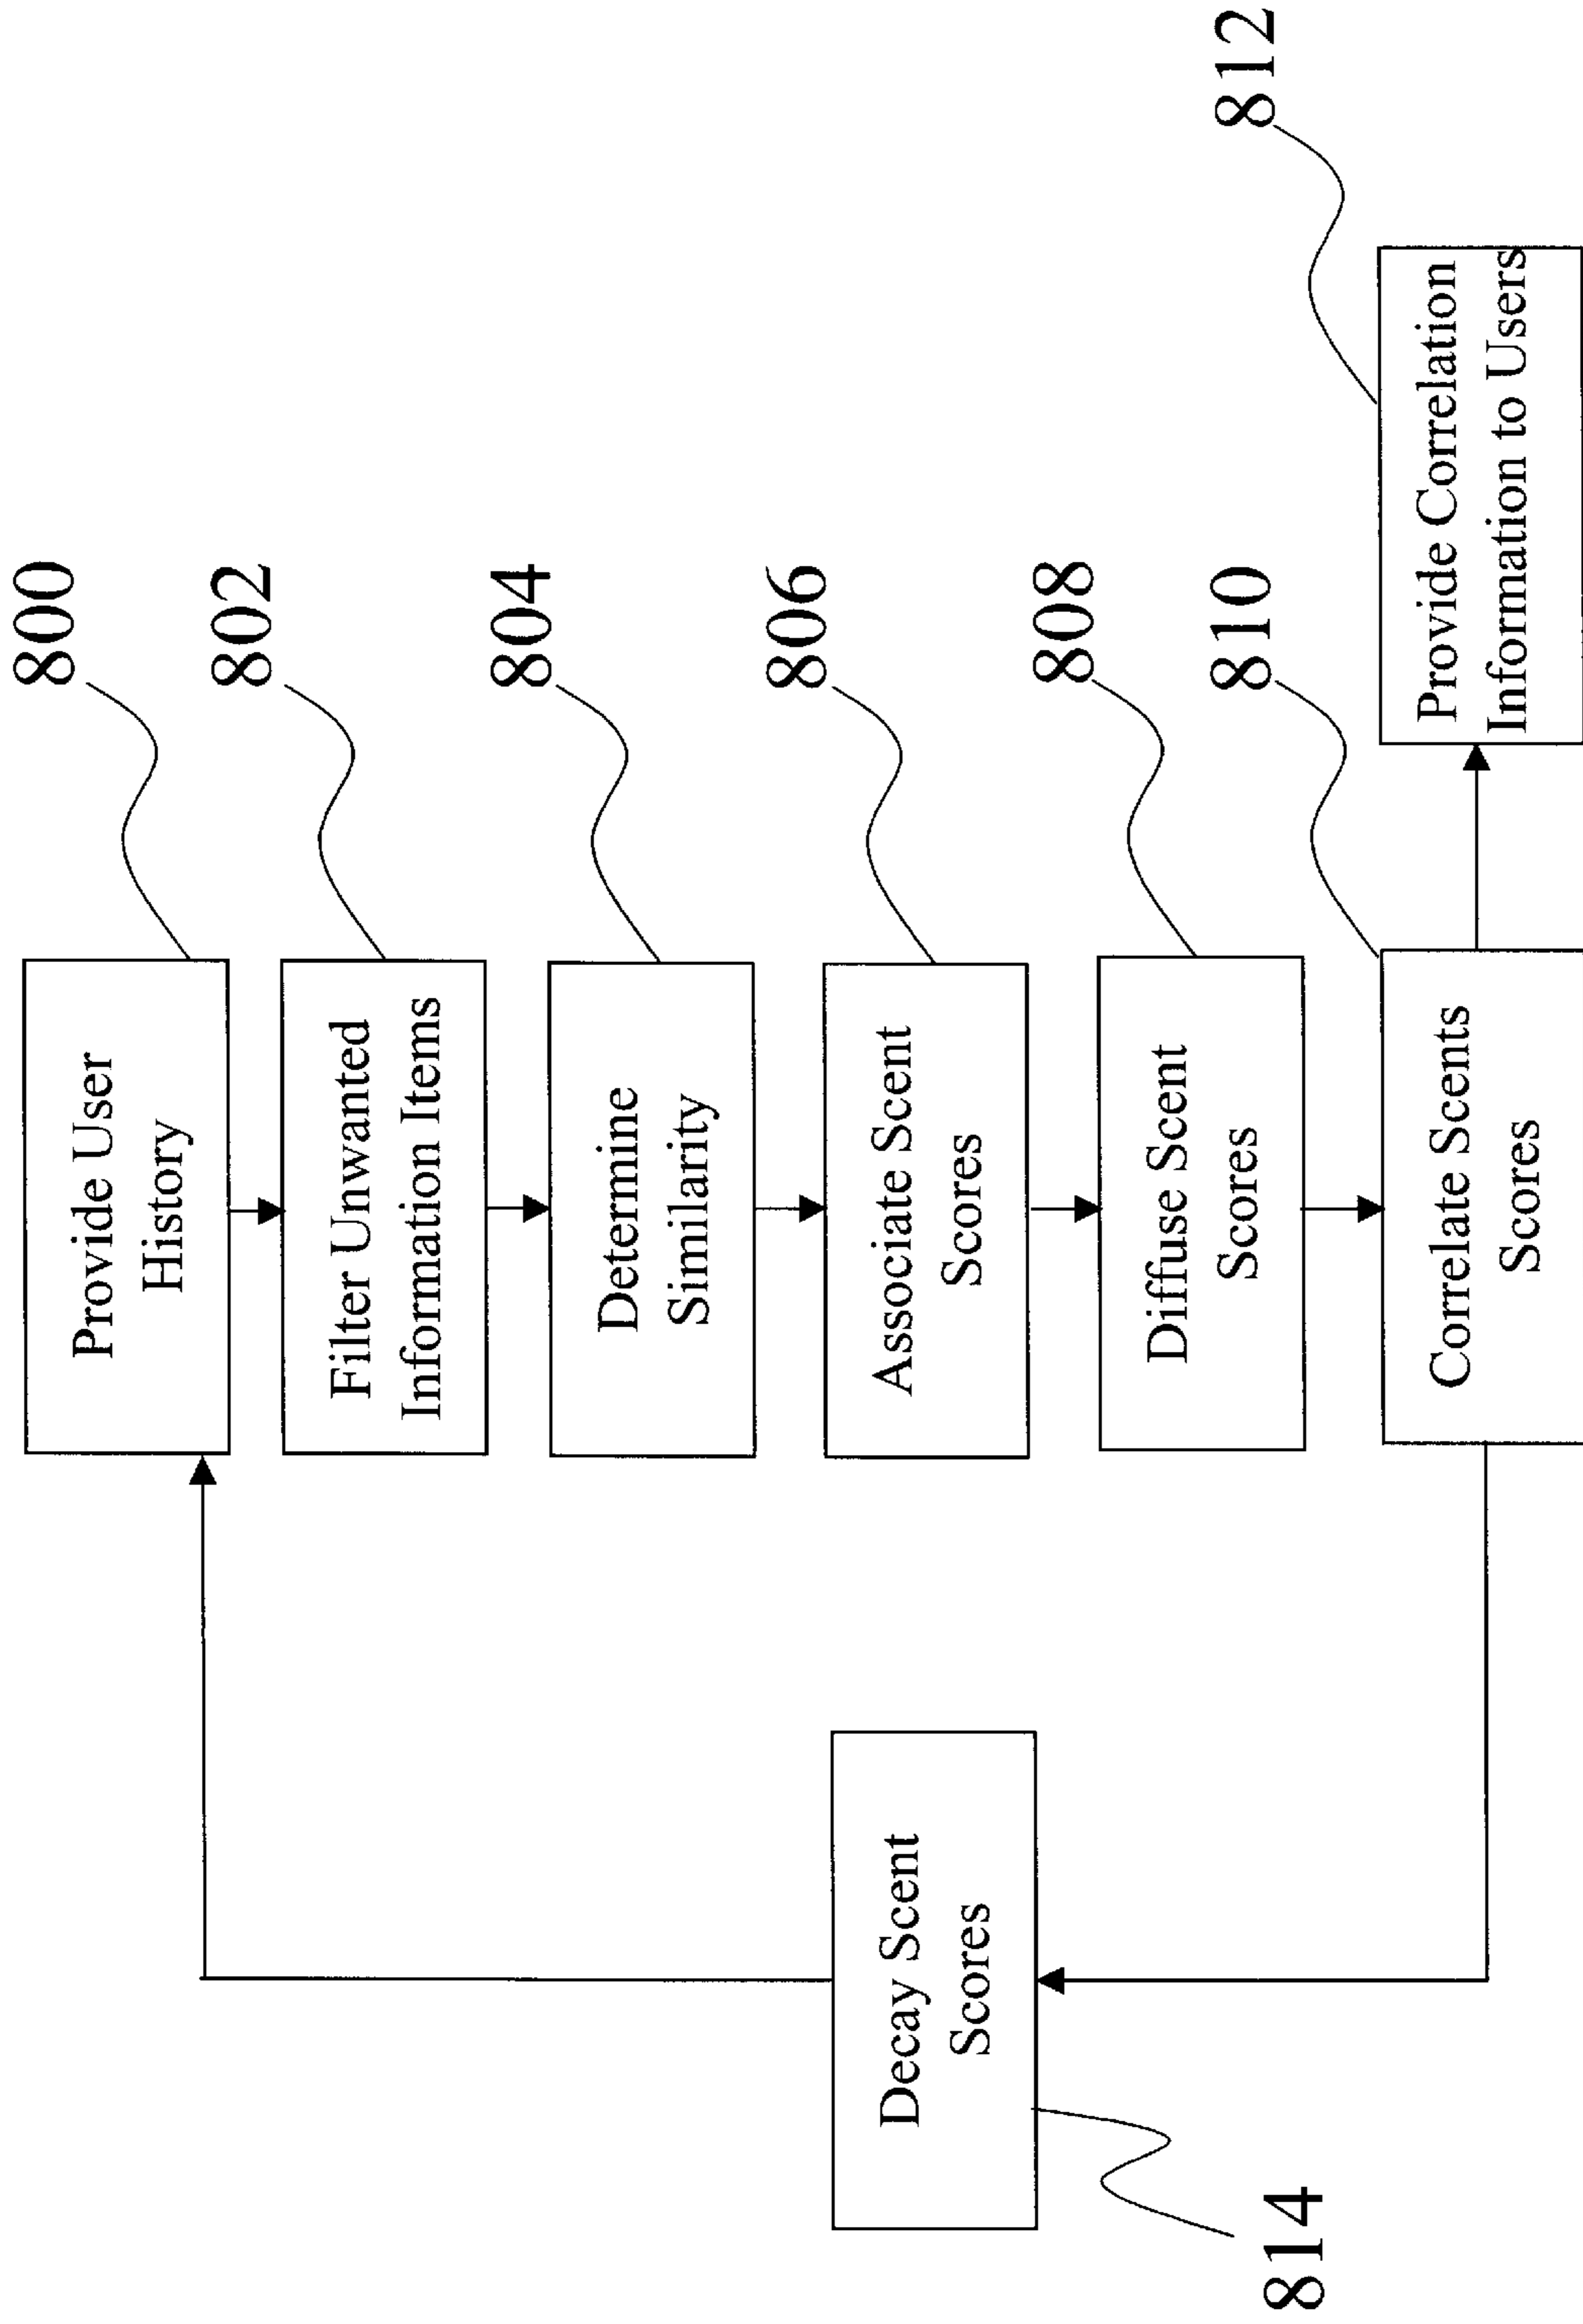 800
Provide User
History
802
Filter Unwanted
Information Items
804
Determine
Similarity
806
Associate Scent
Scores
808
Diffuse Scent
Scores
810
Correlate Scents
Scores
812
Provide Correlation
Information to Users
Decay Scent
Scores
814